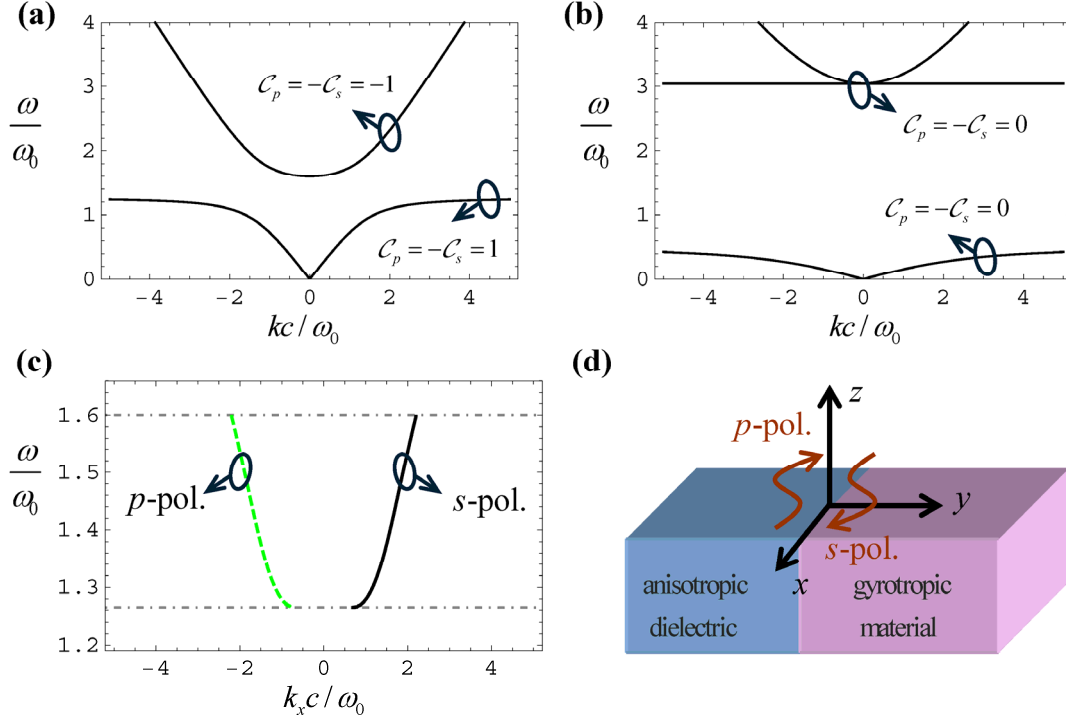 (a)
4
3
2
1
0
ω/ω₀
𝒞ₚ = −𝒞ₛ = −1
𝒞ₚ = −𝒞ₛ = 1
−4 −2 0 2 4
kc / ω₀
(b)
4
3
2
1
0
ω/ω₀
𝒞ₚ = −𝒞ₛ = 0
𝒞ₚ = −𝒞ₛ = 0
−4 −2 0 2 4
kc / ω₀
(c)
1.6
1.5
1.4
1.3
1.2
ω/ω₀
p-pol.
s-pol.
−4 −2 0 2 4
kₓc / ω₀
(d)
z
p-pol.
y
s-pol.
x
anisotropic
dielectric
gyrotropic
material